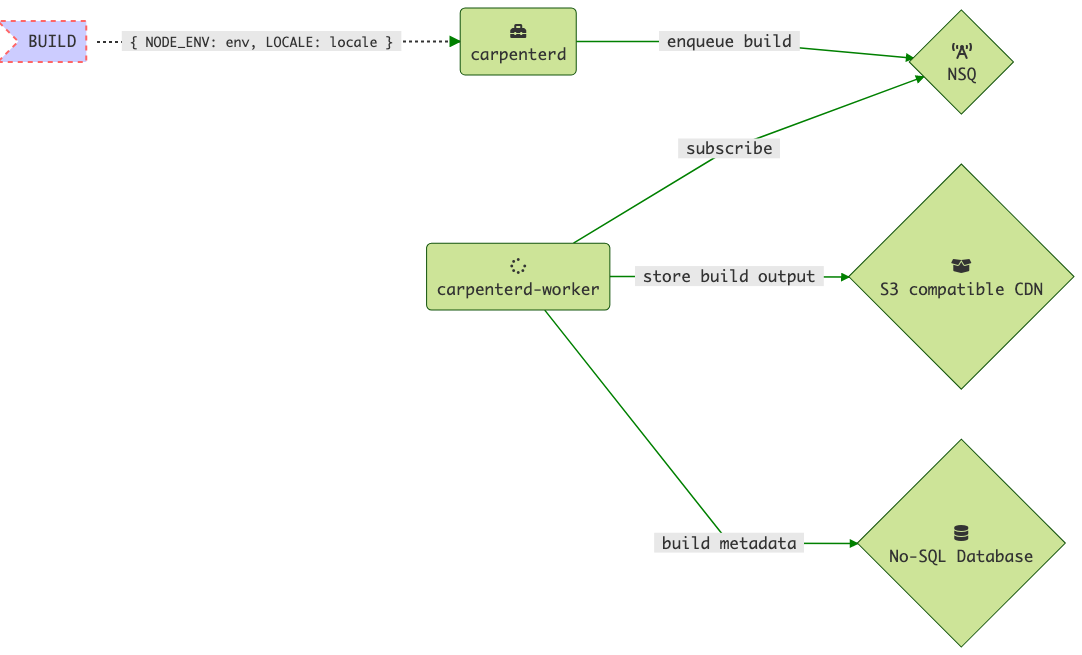 BUILD
{ NODE_ENV: env, LOCALE: locale }
carpenterd
enqueue build
NSQ
subscribe
carpenterd-worker
store build output
S3 compatible CDN
build metadata
No-SQL Database